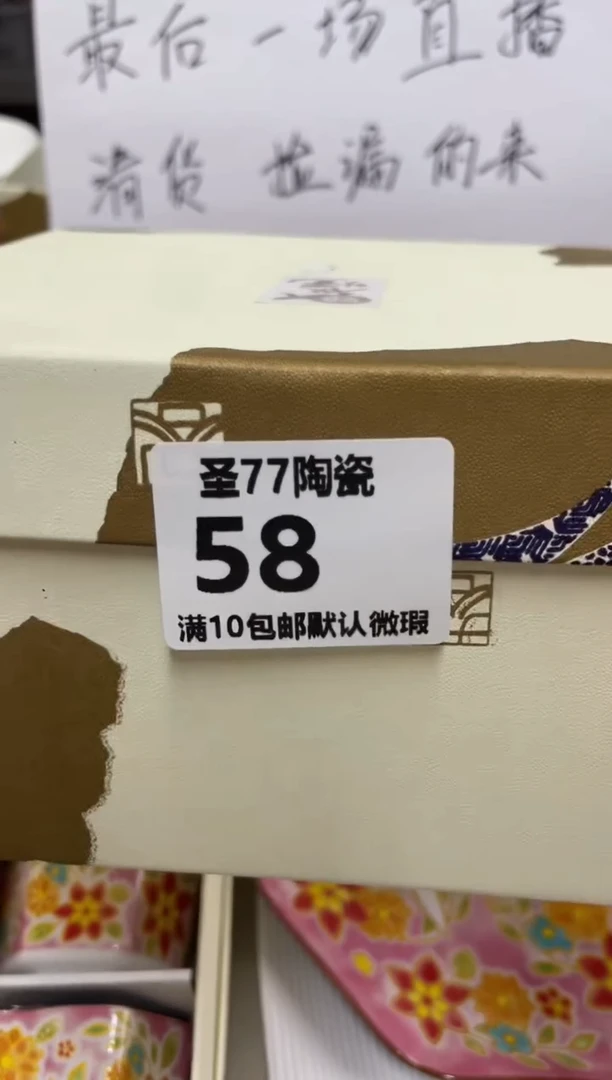 最后一场直播
清货 捡漏的来
圣77陶瓷
58
满10包邮默认微瑕